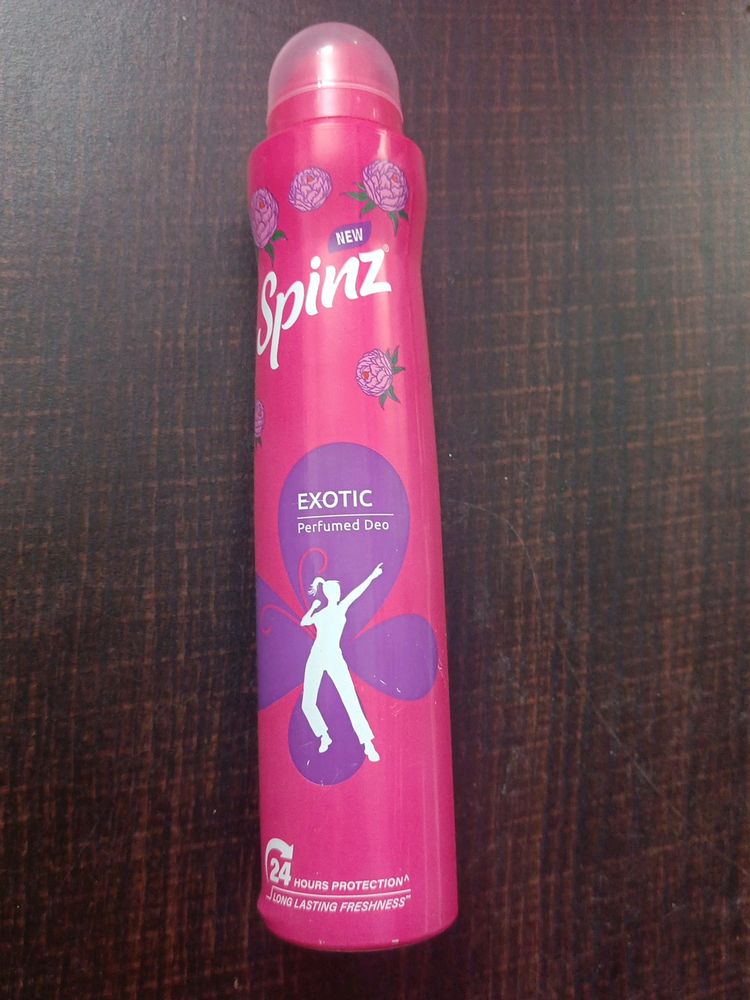 NEW
Spinz®
EXOTIC
Perfumed Deo
24 HOURS PROTECTION^
LONG LASTING FRESHNESS~